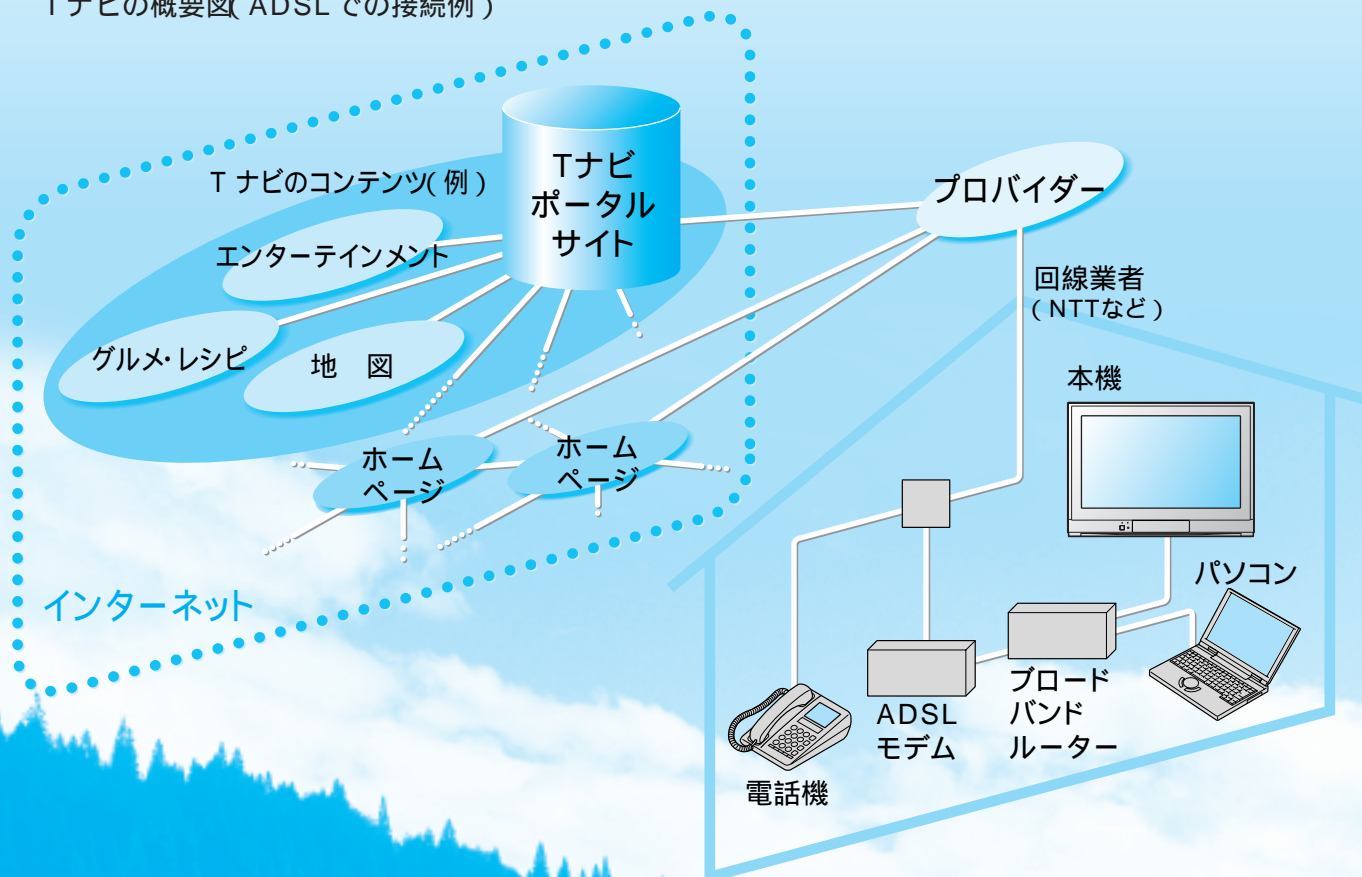 Tナビの概要図(ADSLでの接続例)
Tナビのコンテンツ(例)
Tナビ
ポータル
サイト
エンターテインメント
グルメ・レシピ
地 図
ホーム
ページ
ホーム
ページ
インターネット
プロバイダー
回線業者
(NTTなど)
本機
パソコン
ブロード
バンド
ルーター
ADSL
モデム
電話機